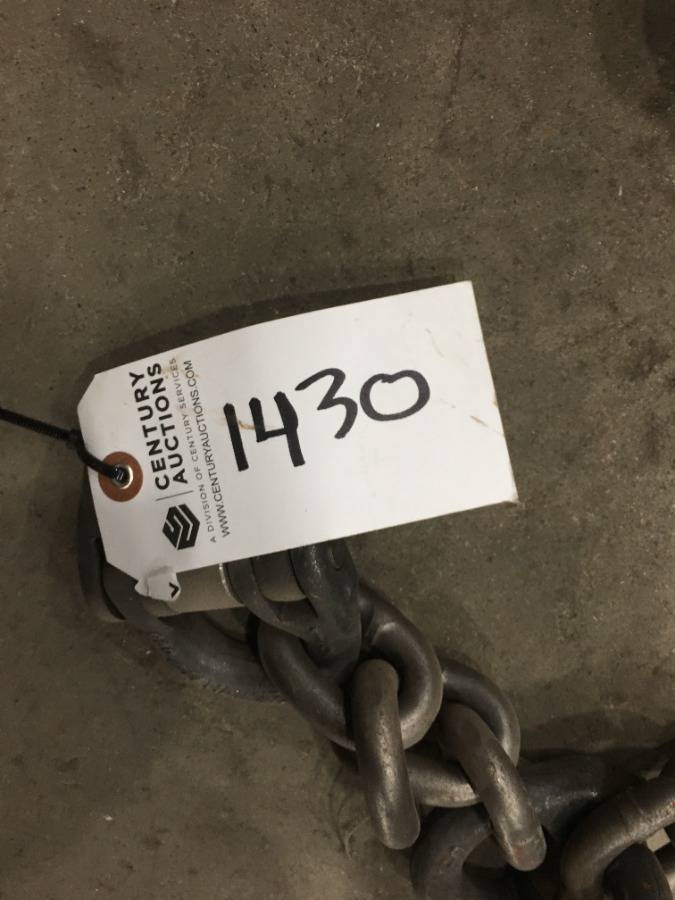 CENTURY
AUCTIONS
A DIVISION OF CENTURY SERVICES
WWW.CENTURYAUCTIONS.COM
1430